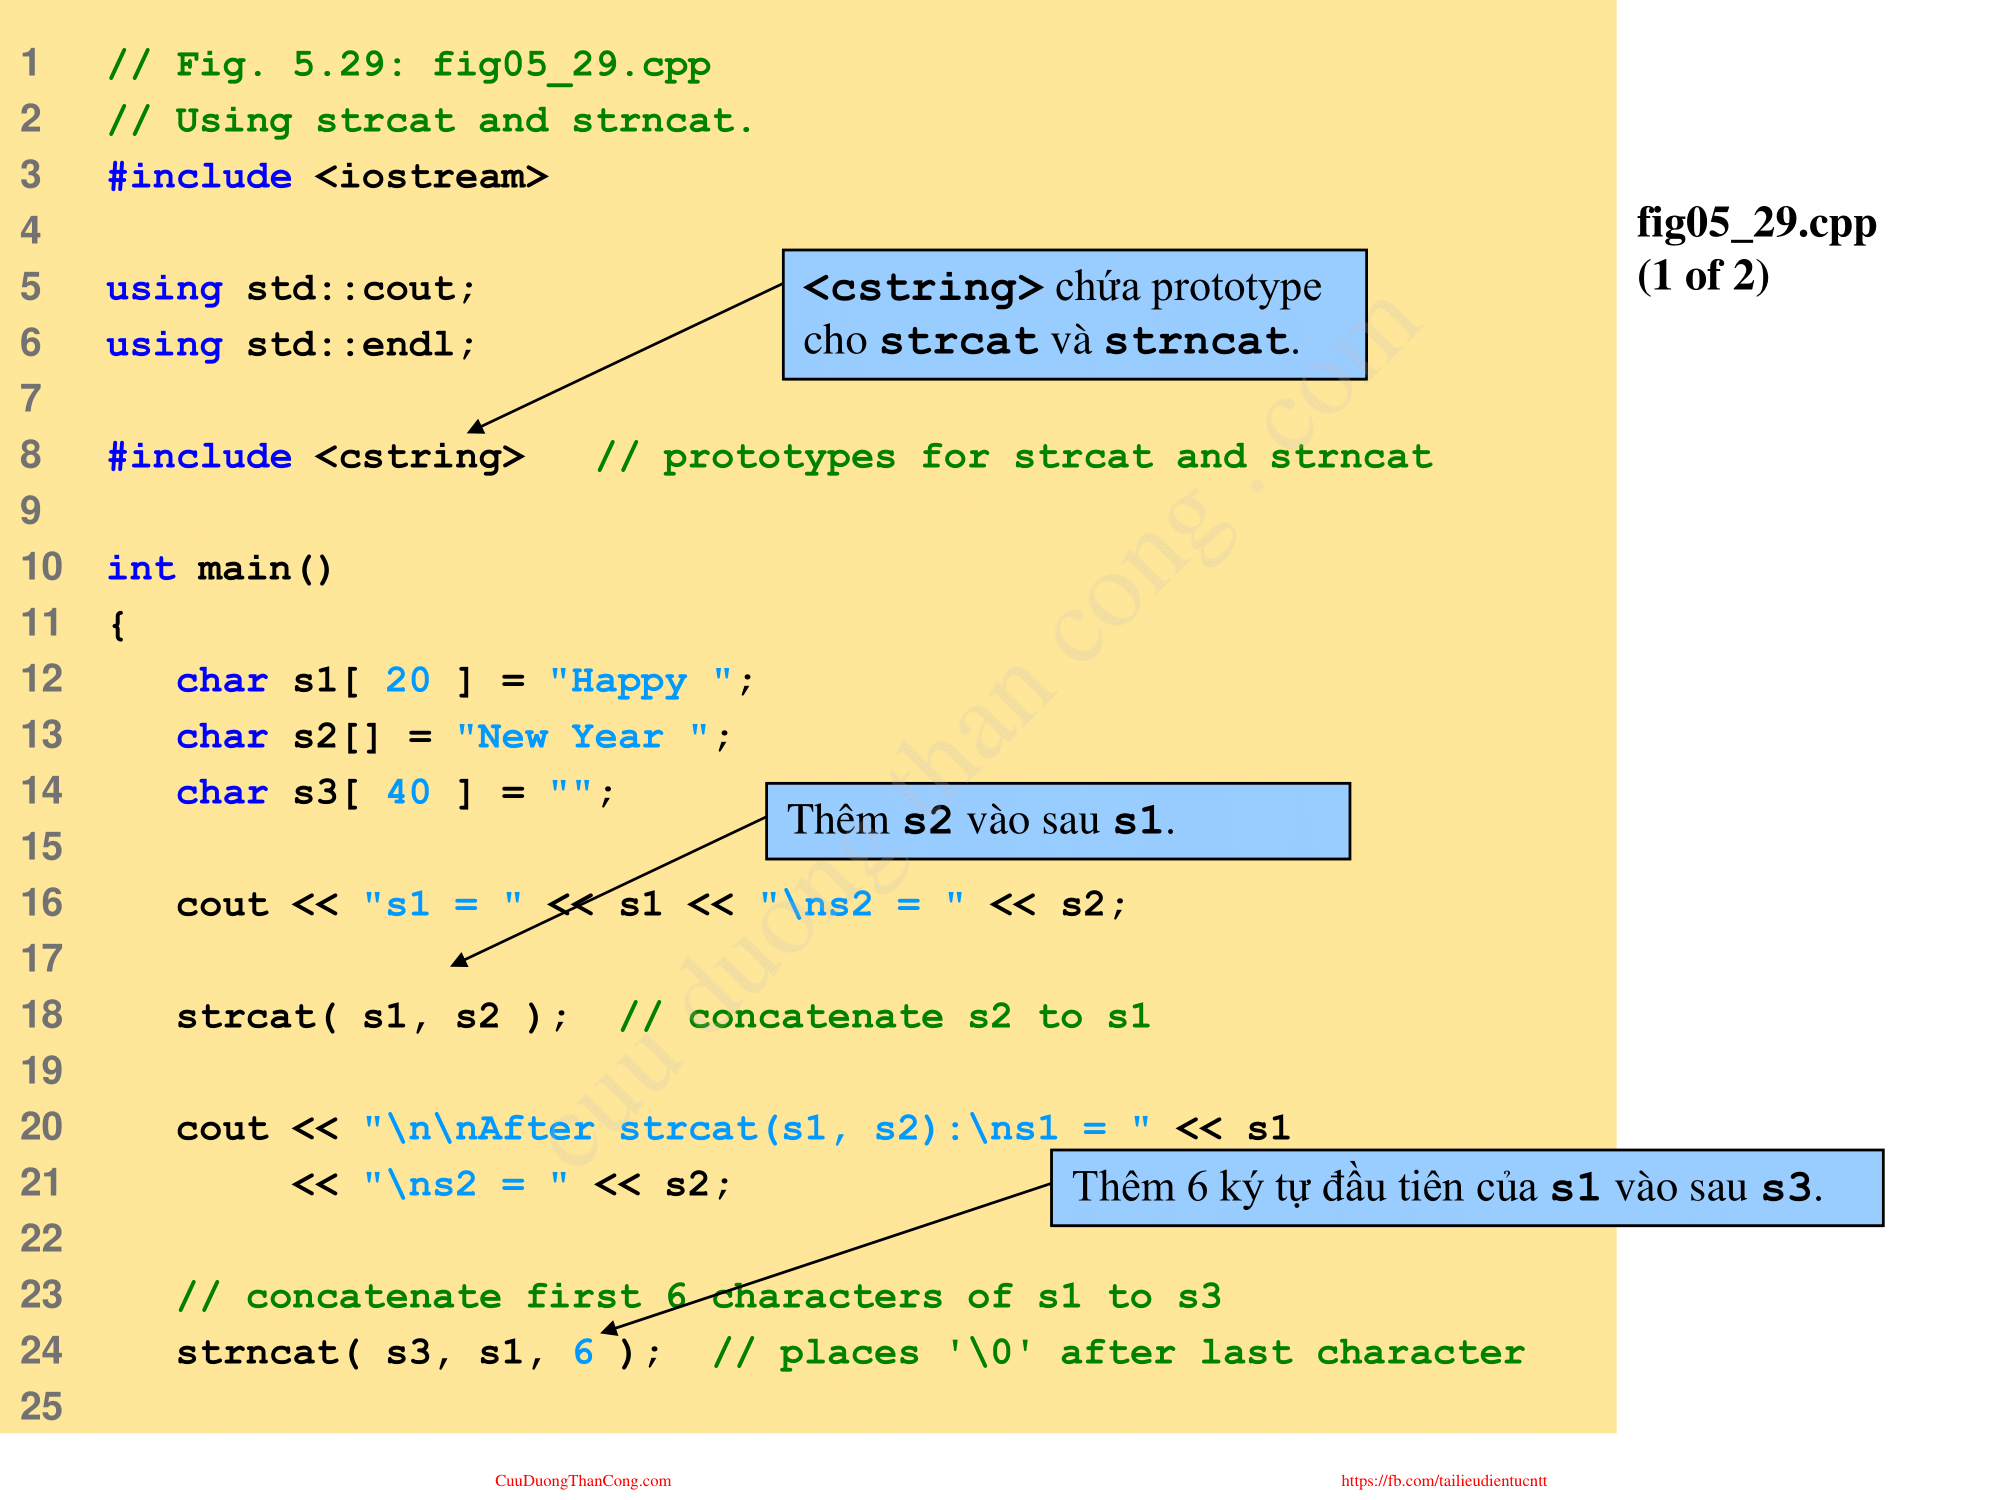 1 // Fig. 5.29: fig05_29.cpp
2 // Using strcat and strncat.
3 #include <iostream>
4
5 using std::cout;
6 using std::endl;
7
8 #include <cstring> // prototypes for strcat and strncat
9
10 int main()
11 {
12 char s1[ 20 ] = "Happy ";
13 char s2[] = "New Year ";
14 char s3[ 40 ] = "";
15
16 cout << "s1 = " << s1 << "\ns2 = " << s2;
17
18 strcat( s1, s2 ); // concatenate s2 to s1
19
20 cout << "\n\nAfter strcat(s1, s2):\ns1 = " << s1
21 << "\ns2 = " << s2;
22
23 // concatenate first 6 characters of s1 to s3
24 strncat( s3, s1, 6 ); // places '\0' after last character
25
<cstring> chứa prototype
cho strcat và strncat.
Thêm s2 vào sau s1.
Thêm 6 ký tự đầu tiên của s1 vào sau s3.
fig05_29.cpp
(1 of 2)
cuu duong than cong . com
CuuDuongThanCong.com
https://fb.com/tailieudientucntt